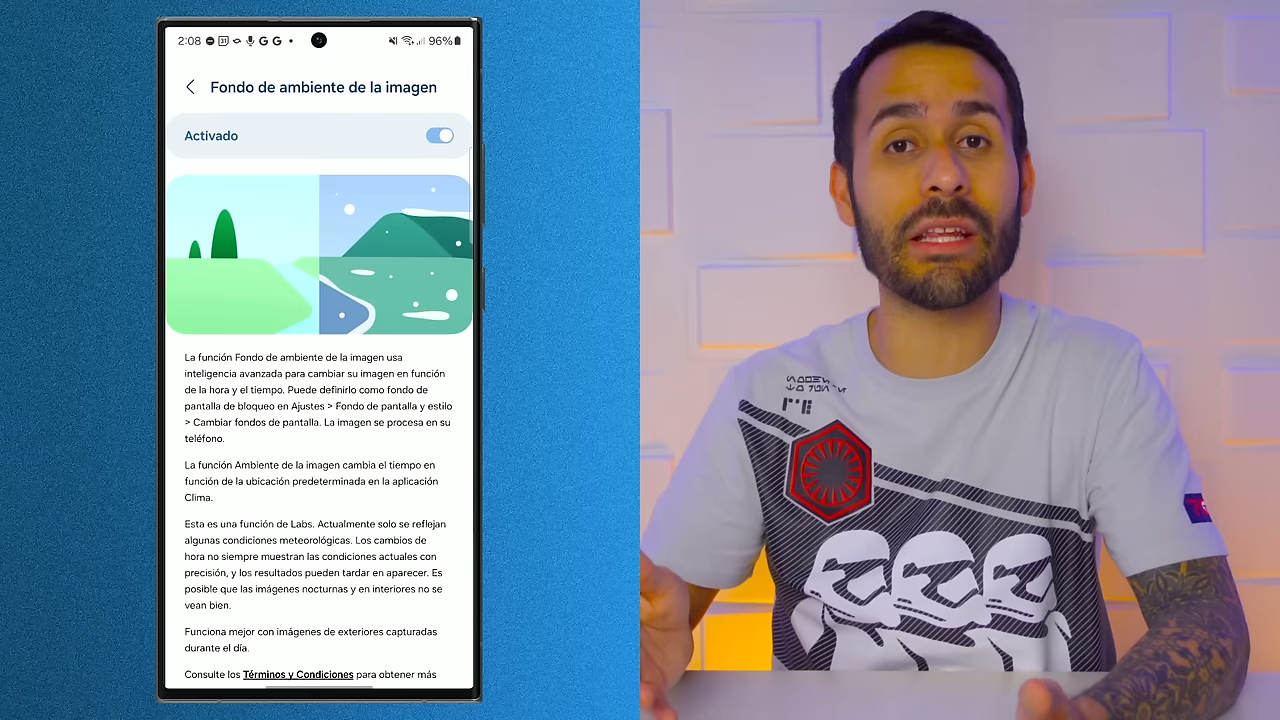 2:08
31
G G
96%
Fondo de ambiente de la imagen
Activado
La función Fondo de ambiente de la imagen usa
inteligencia avanzada para cambiar su imagen en función
de la hora y el tiempo. Puede definirlo como fondo de
pantalla de bloqueo en Ajustes > Fondo de pantalla y estilo
> Cambiar fondos de pantalla. La imagen se procesa en su
teléfono.
La función Ambiente de la imagen cambia el tiempo en
función de la ubicación predeterminada en la aplicación
Clima.
Esta es una función de Labs. Actualmente solo se reflejan
algunas condiciones meteorológicas. Los cambios de
hora no siempre muestran las condiciones actuales con
precisión, y los resultados pueden tardar en aparecer. Es
posible que las imágenes nocturnas y en interiores no se
vean bien.
Funciona mejor con imágenes de exteriores capturadas
durante el día.
Consulte los Términos y Condiciones para obtener más